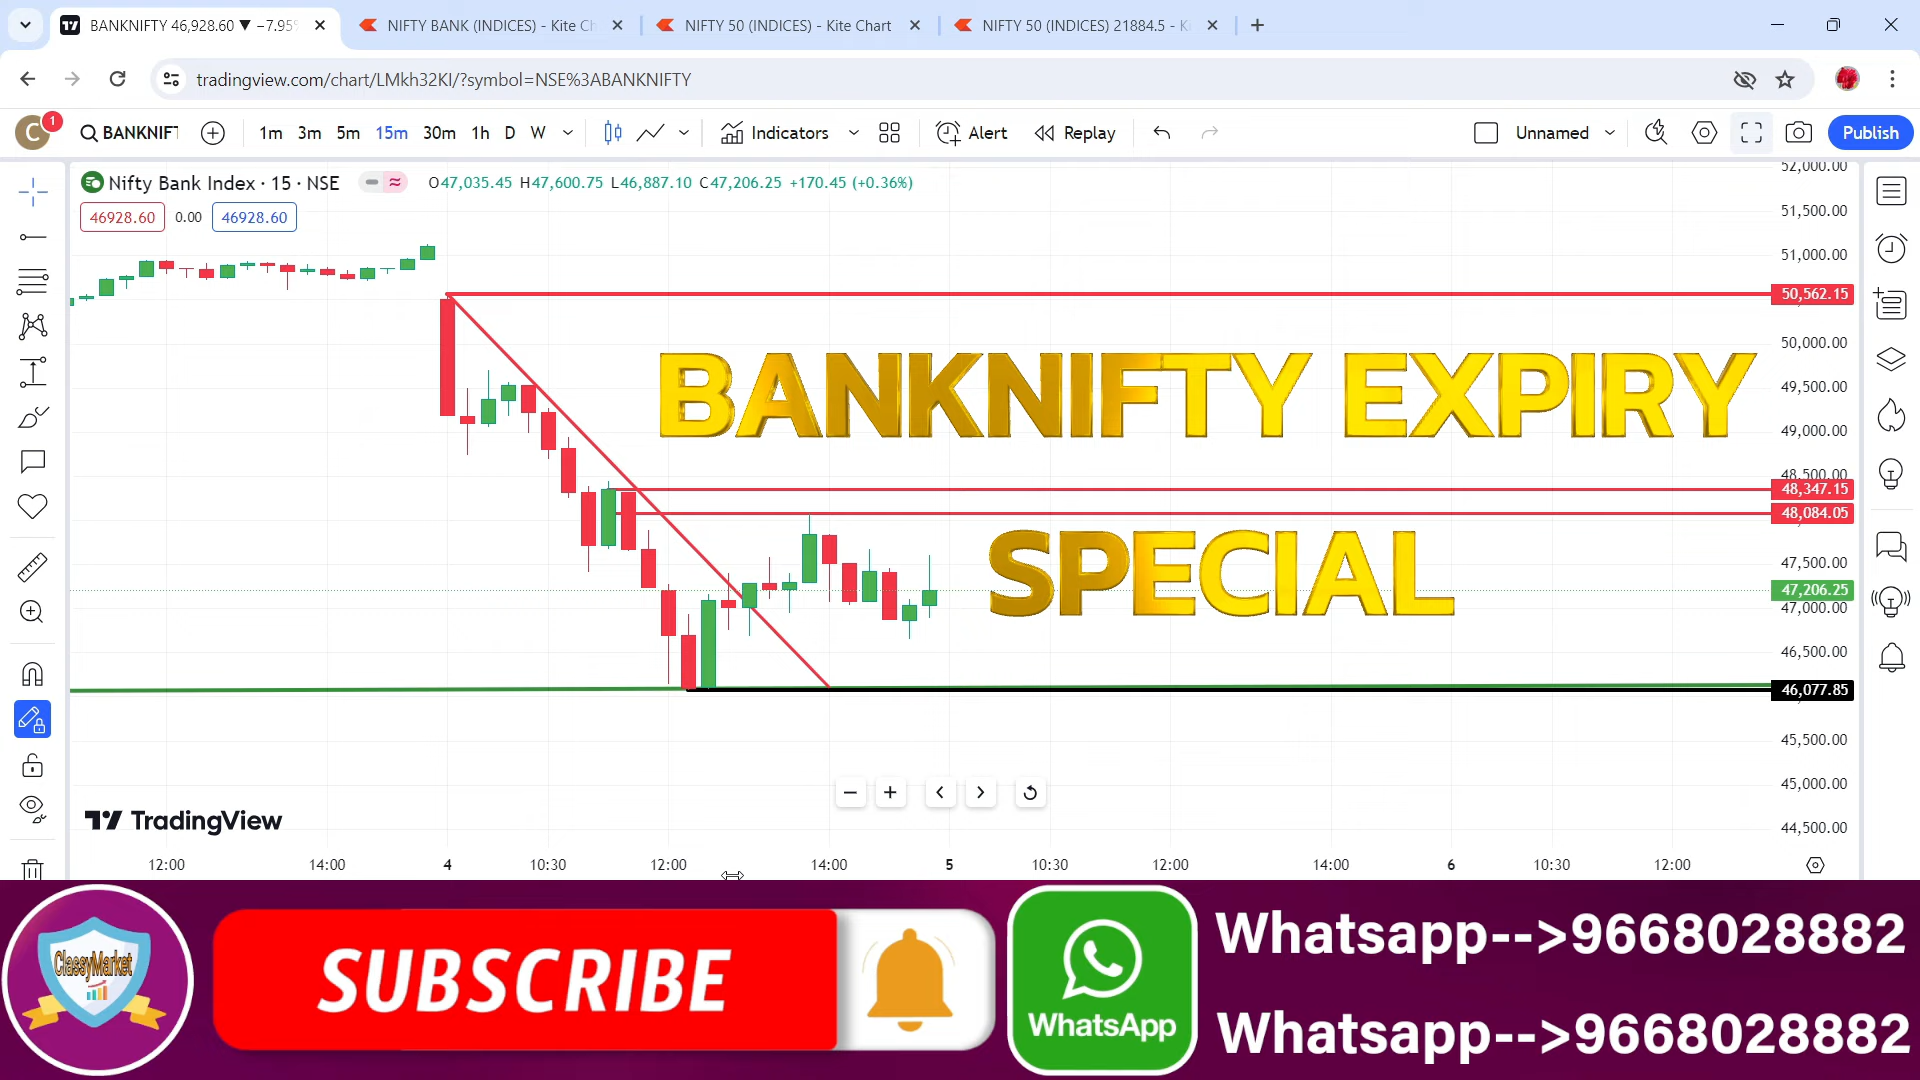 BANKNIFTY 46,928.60 ▼ −7.95%
NIFTY BANK (INDICES) - Kite Ch
NIFTY 50 (INDICES) - Kite Chart
NIFTY 50 (INDICES) 21884.5 - Ki
tradingview.com/chart/LMkh32KI/?symbol=NSE%3ABANKNIFTY
C
1
BANKNIFT
1m 3m 5m 15m 30m 1h D W
Indicators
Alert
Replay
Unnamed
Publish
Nifty Bank Index · 15 · NSE
O47,035.45 H47,600.75 L46,887.10 C47,206.25 +170.45 (+0.36%)
46928.60 0.00 46928.60
52,000.00
51,500.00
51,000.00
50,562.15
50,000.00
49,500.00
49,000.00
48,500.00
48,347.15
48,084.05
47,500.00
47,206.25
47,000.00
46,500.00
46,077.85
45,500.00
45,000.00
44,500.00
BANKNIFTY EXPIRY
SPECIAL
TradingView
12:00 14:00 4 10:30 12:00 14:00 5 10:30 12:00 14:00 6 10:30 12:00
ClassyMarket
SUBSCRIBE
WhatsApp
Whatsapp-->9668028882
Whatsapp-->9668028882